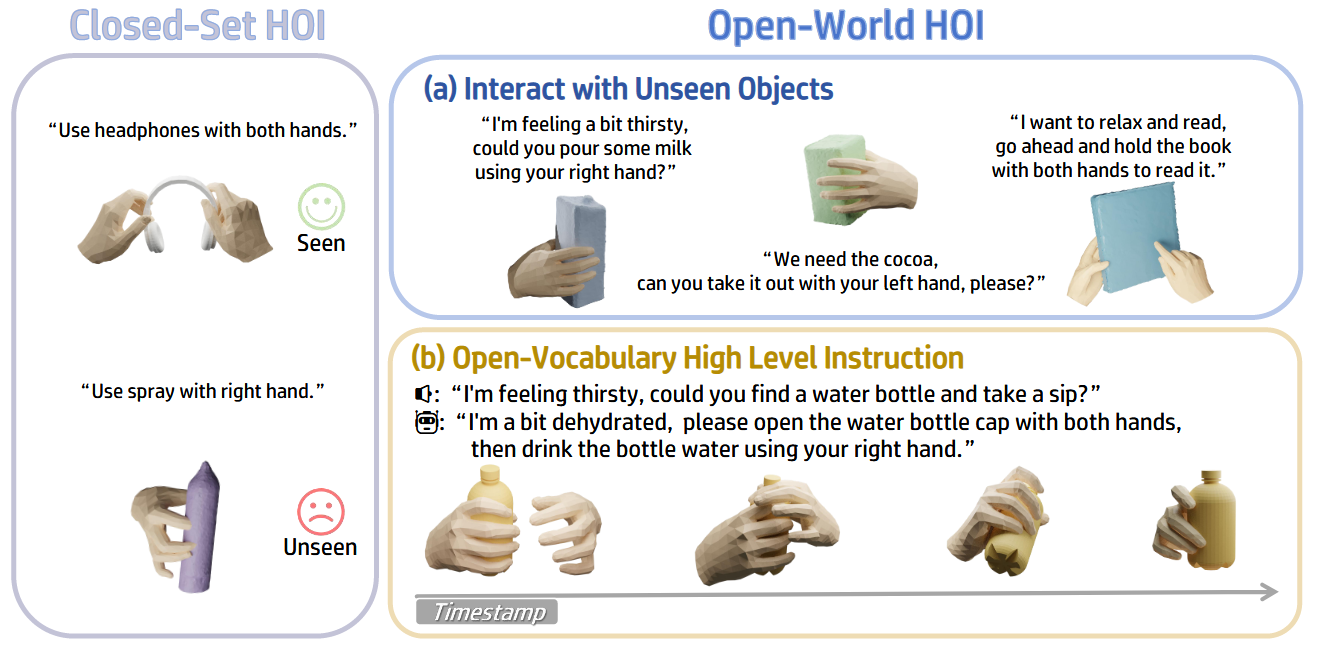 Closed-Set HOI
“Use headphones with both hands.”
Seen
“Use spray with right hand.”
Unseen
Open-World HOI
(a) Interact with Unseen Objects
“I'm feeling a bit thirsty,
could you pour some milk
using your right hand?”
“We need the cocoa,
can you take it out with your left hand, please?”
“I want to relax and read,
go ahead and hold the book
with both hands to read it.”
(b) Open-Vocabulary High Level Instruction
: “I'm feeling thirsty, could you find a water bottle and take a sip?”
: “I'm a bit dehydrated, please open the water bottle cap with both hands,
then drink the bottle water using your right hand.”
Timestamp